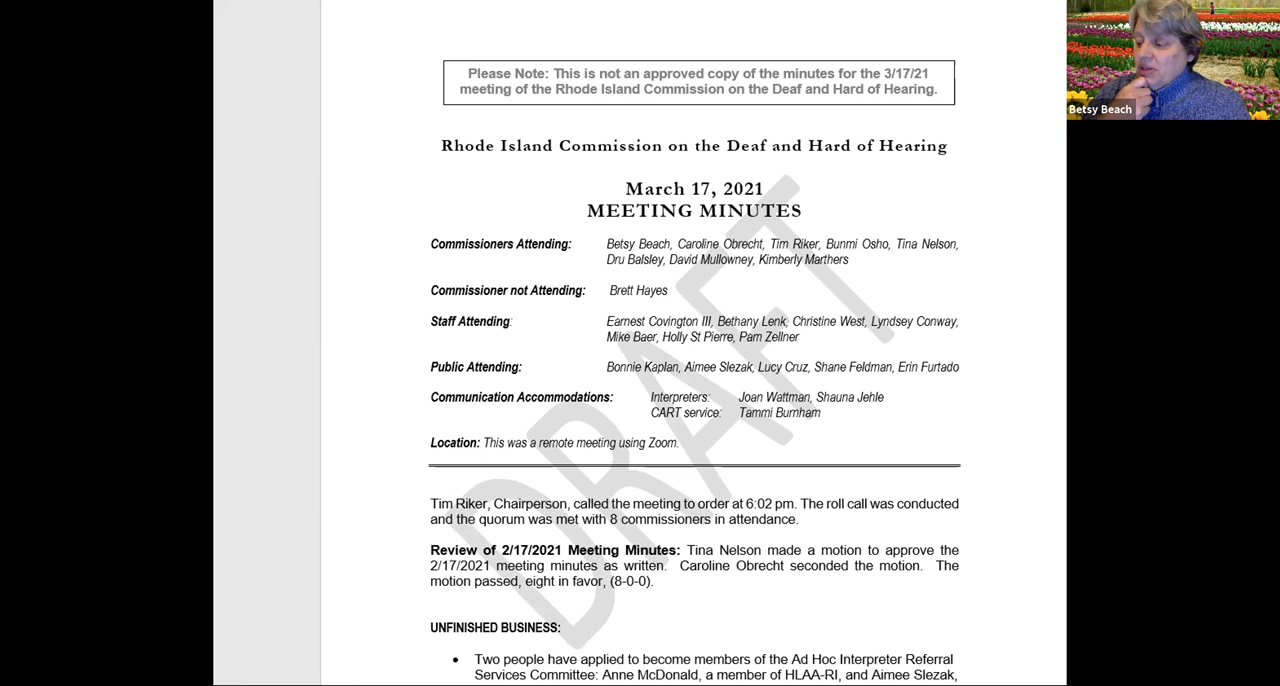 Please Note: This is not an approved copy of the minutes for the 3/17/21
meeting of the Rhode Island Commission on the Deaf and Hard of Hearing.
Rhode Island Commission on the Deaf and Hard of Hearing
March 17, 2021
MEETING MINUTES
Commissioners Attending: Betsy Beach, Caroline Obrecht, Tim Riker, Bunmi Osho, Tina Nelson,
Dru Balsley, David Mullowney, Kimberly Marthers
Commissioner not Attending: Brett Hayes
Staff Attending: Earnest Covington III, Bethany Lenk, Christine West, Lyndsey Conway,
Mike Baer, Holly St Pierre, Pam Zellner
Public Attending: Bonnie Kaplan, Aimee Slezak, Lucy Cruz, Shane Feldman, Erin Furtado
Communication Accommodations: Interpreters: Joan Wattman, Shauna Jehle
CART service: Tammi Burnham
Location: This was a remote meeting using Zoom.
Tim Riker, Chairperson, called the meeting to order at 6:02 pm. The roll call was conducted
and the quorum was met with 8 commissioners in attendance.
Review of 2/17/2021 Meeting Minutes: Tina Nelson made a motion to approve the
2/17/2021 meeting minutes as written. Caroline Obrecht seconded the motion. The
motion passed, eight in favor, (8-0-0).
UNFINISHED BUSINESS:
• Two people have applied to become members of the Ad Hoc Interpreter Referral
Services Committee: Anne McDonald, a member of HLAA-RI, and Aimee Slezak,
DRAFT
Betsy Beach